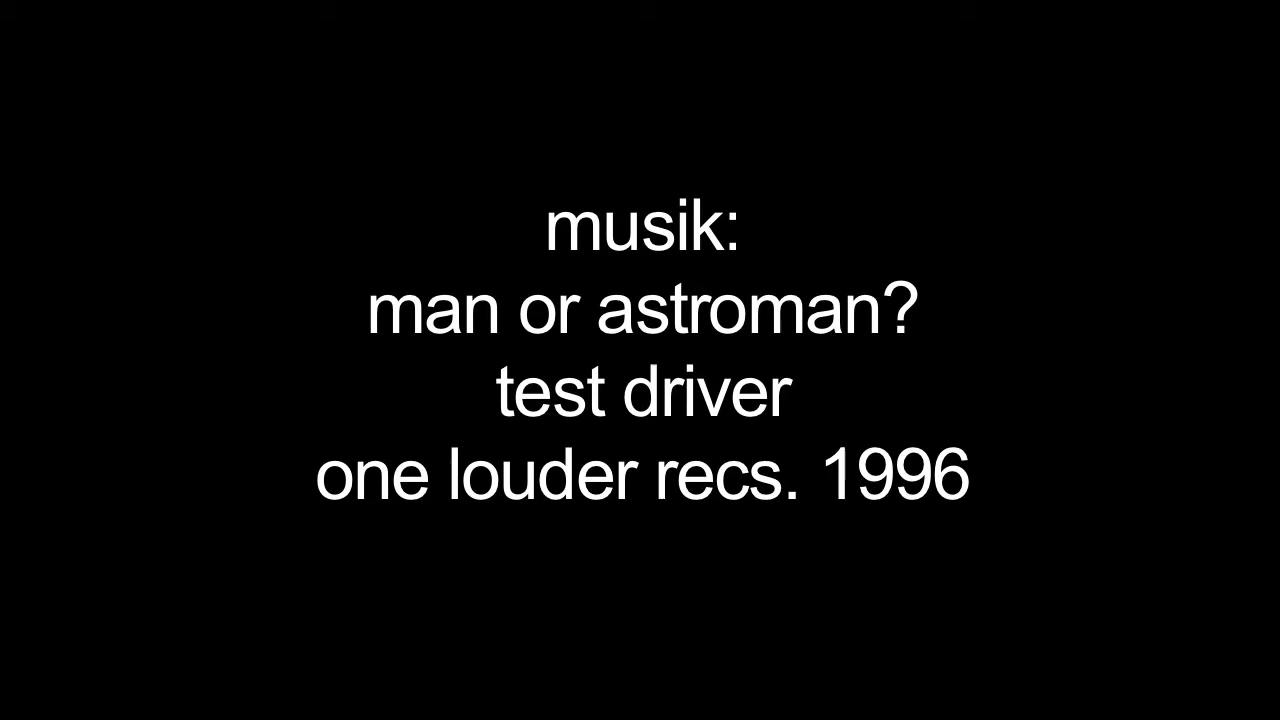 musik:
man or astroman?
test driver
one louder recs. 1996